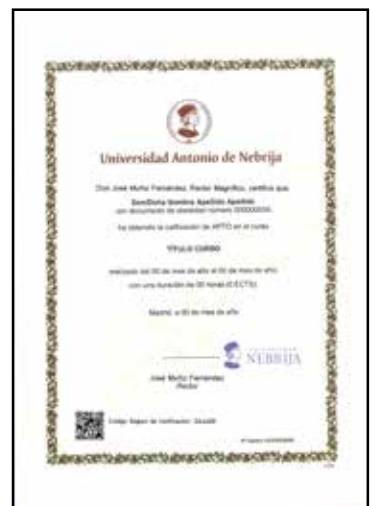 Universidad Antonio de Nebrija
Don José Muñiz Fernández, Rector Magnífico, certifica que
Don/Doña Nombre Apellido Apellido
con documento de identidad número 00000000A
ha obtenido la calificación de APTO en el curso
TÍTULO CURSO
realizado del 00 de mes de año al 00 de mes de año
con una duración de 00 horas (0 ECTS)
Madrid, a 00 de mes de año
NEBRIJA
José Muñiz Fernández
Rector
Código Seguro de Verificación: